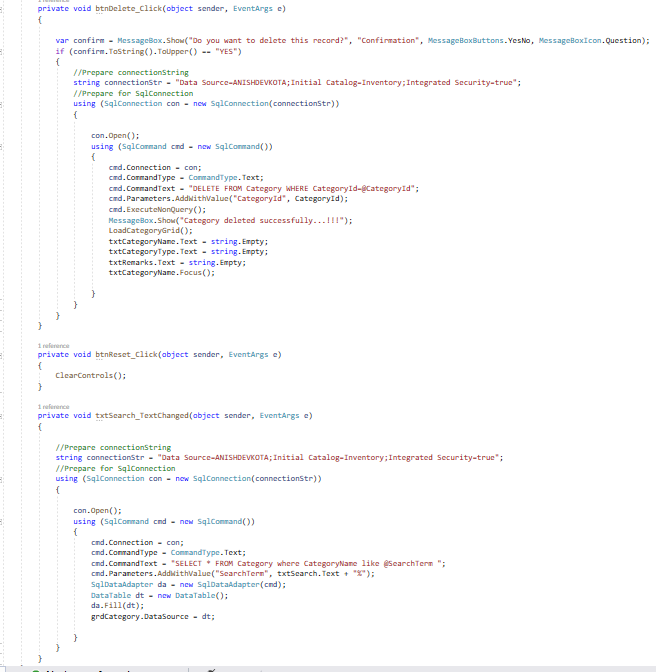 private void btnDelete_Click(object sender, EventArgs e)
{
var confirm = MessageBox.Show("Do you want to delete this record?", "Confirmation", MessageBoxButtons.YesNo, MessageBoxIcon.Question);
if (confirm.ToString().ToUpper() == "YES")
{
//Prepare connectionString
string connectionStr = "Data Source=ANISHDEVKOTA;Initial Catalog=Inventory;Integrated Security=true";
//Prepare for SqlConnection
using (SqlConnection con = new SqlConnection(connectionStr))
{
con.Open();
using (SqlCommand cmd = new SqlCommand())
{
cmd.Connection = con;
cmd.CommandType = CommandType.Text;
cmd.CommandText = "DELETE FROM Category WHERE CategoryId=@CategoryId";
cmd.Parameters.AddWithValue("CategoryId", CategoryId);
cmd.ExecuteNonQuery();
MessageBox.Show("Category deleted successfully...!!!");
LoadCategoryGrid();
txtCategoryName.Text = string.Empty;
txtCategoryType.Text = string.Empty;
txtRemarks.Text = string.Empty;
txtCategoryName.Focus();
}
}
}
}
1 reference
private void btnReset_Click(object sender, EventArgs e)
{
ClearControls();
}
1 reference
private void txtSearch_TextChanged(object sender, EventArgs e)
{
//Prepare connectionString
string connectionStr = "Data Source=ANISHDEVKOTA;Initial Catalog=Inventory;Integrated Security=true";
//Prepare for SqlConnection
using (SqlConnection con = new SqlConnection(connectionStr))
{
con.Open();
using (SqlCommand cmd = new SqlCommand())
{
cmd.Connection = con;
cmd.CommandType = CommandType.Text;
cmd.CommandText = "SELECT * FROM Category where CategoryName like @SearchTerm ";
cmd.Parameters.AddWithValue("SearchTerm", txtSearch.Text + "%");
SqlDataAdapter da = new SqlDataAdapter(cmd);
DataTable dt = new DataTable();
da.Fill(dt);
grdCategory.DataSource = dt;
}
}
}